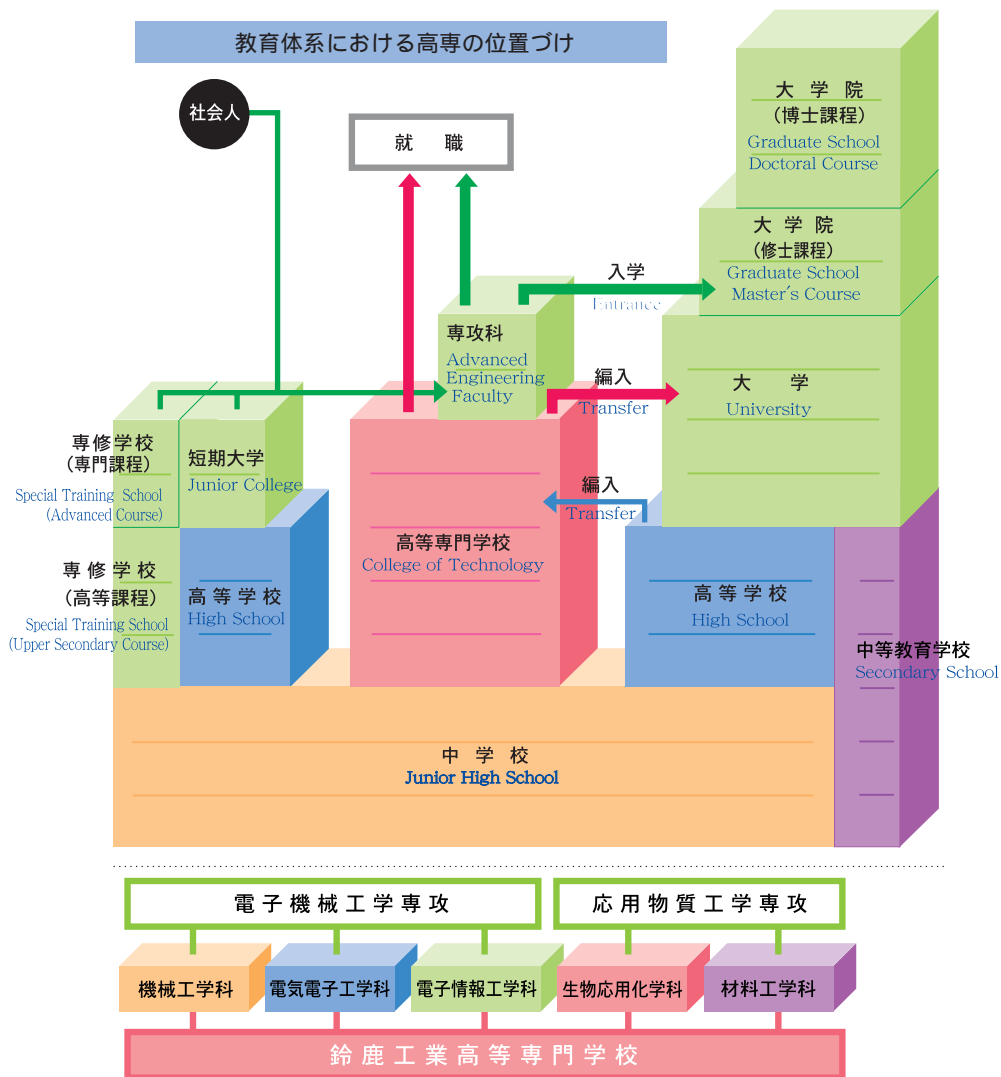 教育体系における高専の位置づけ
社会人
就 職
大 学 院
(博士課程)
Graduate School
Doctoral Course
大 学 院
(修士課程)
Graduate School
Master's Course
入学
Entrance
専攻科
Advanced
Engineering
Faculty
編入
Transfer
大 学
University
専修学校
(専門課程)
Special Training School
(Advanced Course)
短期大学
Junior College
編入
Transfer
高等専門学校
College of Technology
専修学校
(高等課程)
Special Training School
(Upper Secondary Course)
高等学校
High School
高等学校
High School
中等教育学校
Secondary School
中 学 校
Junior High School
電子機械工学専攻
応用物質工学専攻
機械工学科
電気電子工学科
電子情報工学科
生物応用化学科
材料工学科
鈴鹿工業高等専門学校